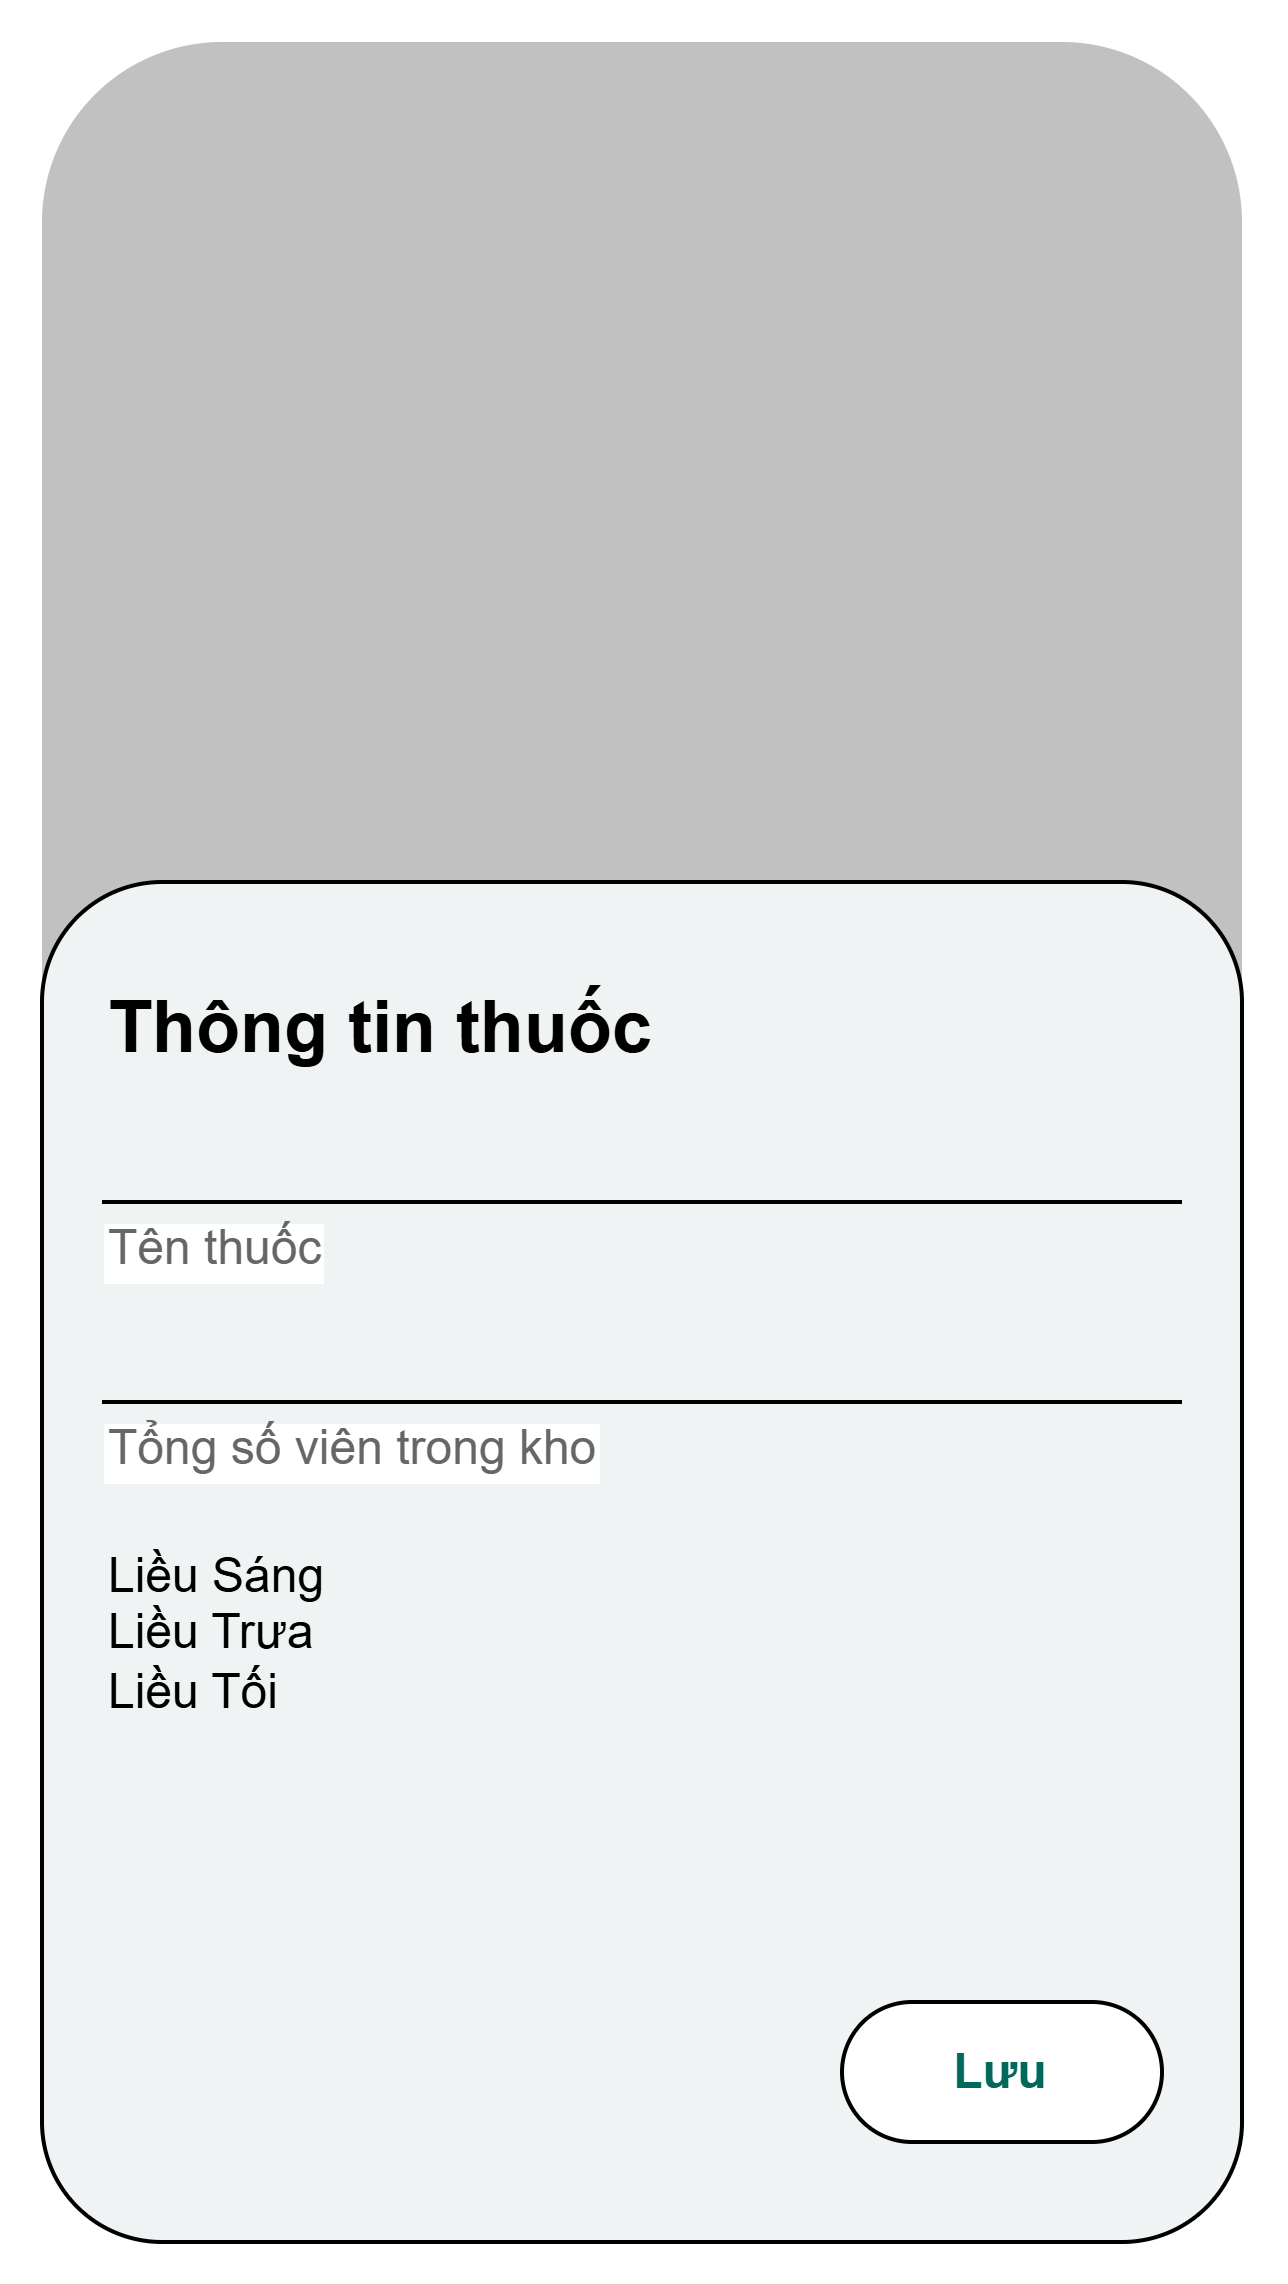 Thông tin thuốc
Tên thuốc
Tổng số viên trong kho
Liều Sáng
Liều Trưa
Liều Tối
Lưu